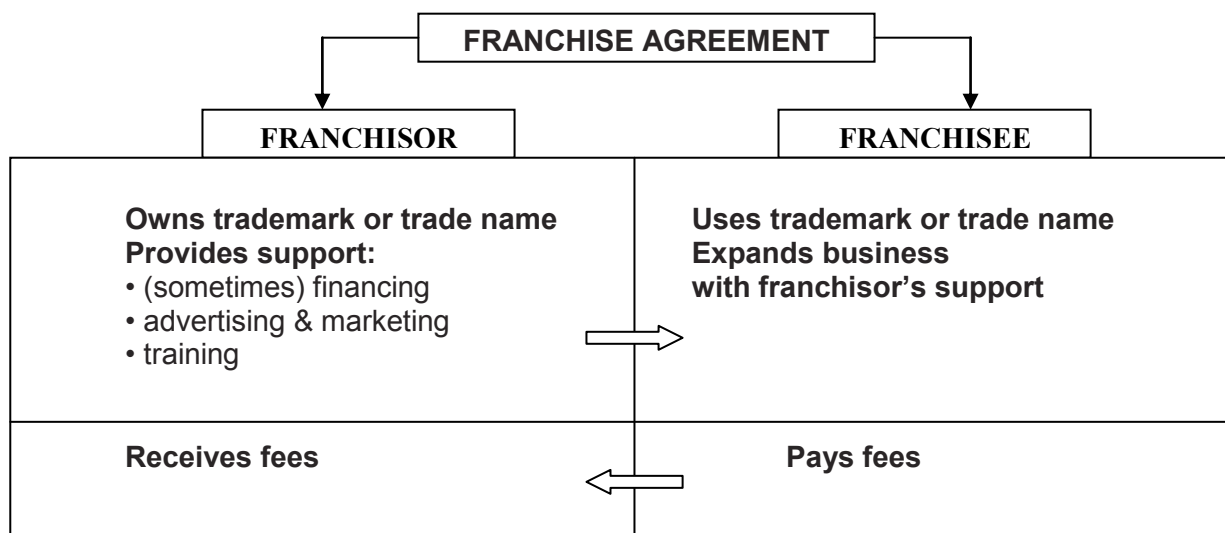 FRANCHISE AGREEMENT
FRANCHISOR
FRANCHISEE
Owns trademark or trade name
Provides support:
• (sometimes) financing
• advertising & marketing
• training
Uses trademark or trade name
Expands business
with franchisor’s support
Receives fees
Pays fees